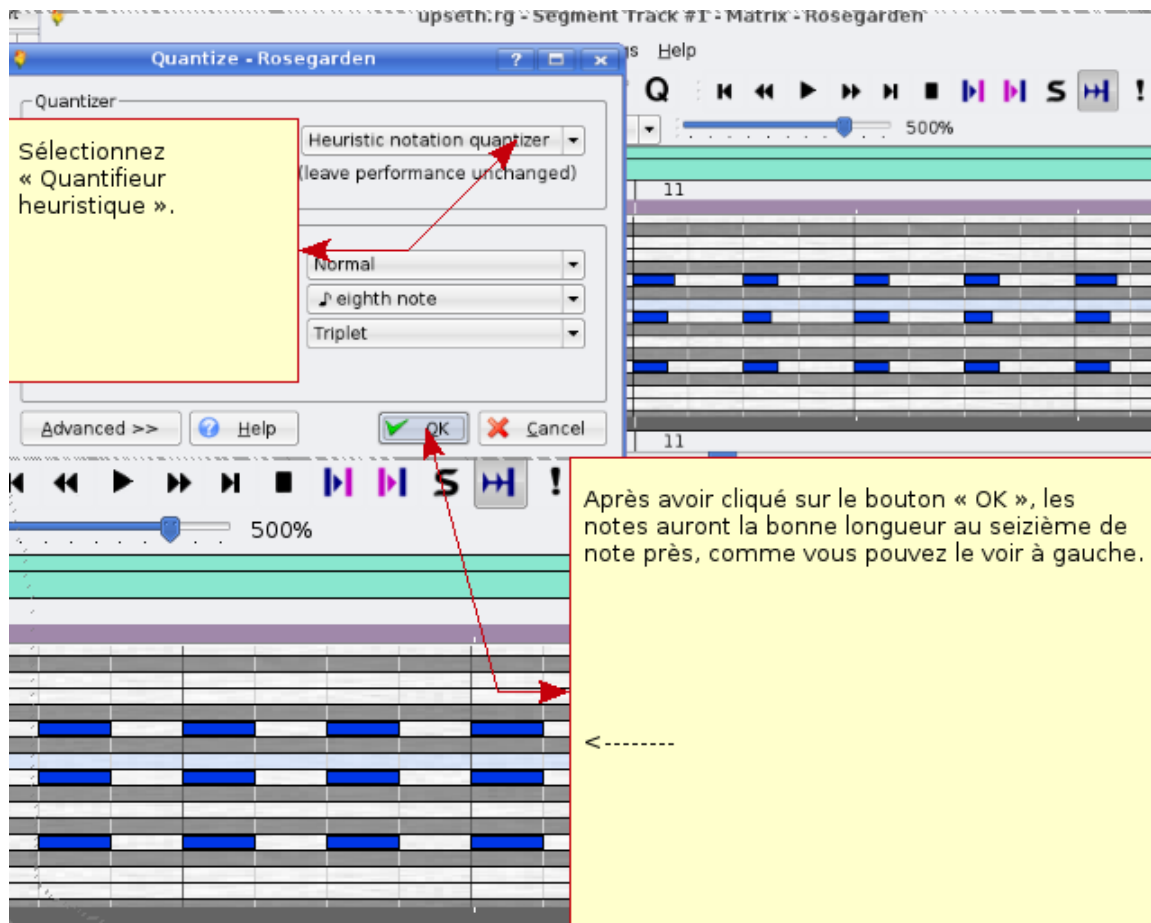 upseth.rg - Segment Track #1 - Matrix - Rosegarden
Quantize - Rosegarden ?
Help
Quantizer
Q S !
Heuristic notation quantizer
500%
(leave performance unchanged)
Sélectionnez
« Quantifieur
heuristique ».
11
Normal
eighth note
Triplet
Advanced >> Help OK Cancel
11
S !
500%
Après avoir cliqué sur le bouton « OK », les
notes auront la bonne longueur au seizième de
note près, comme vous pouvez le voir à gauche.
<--------